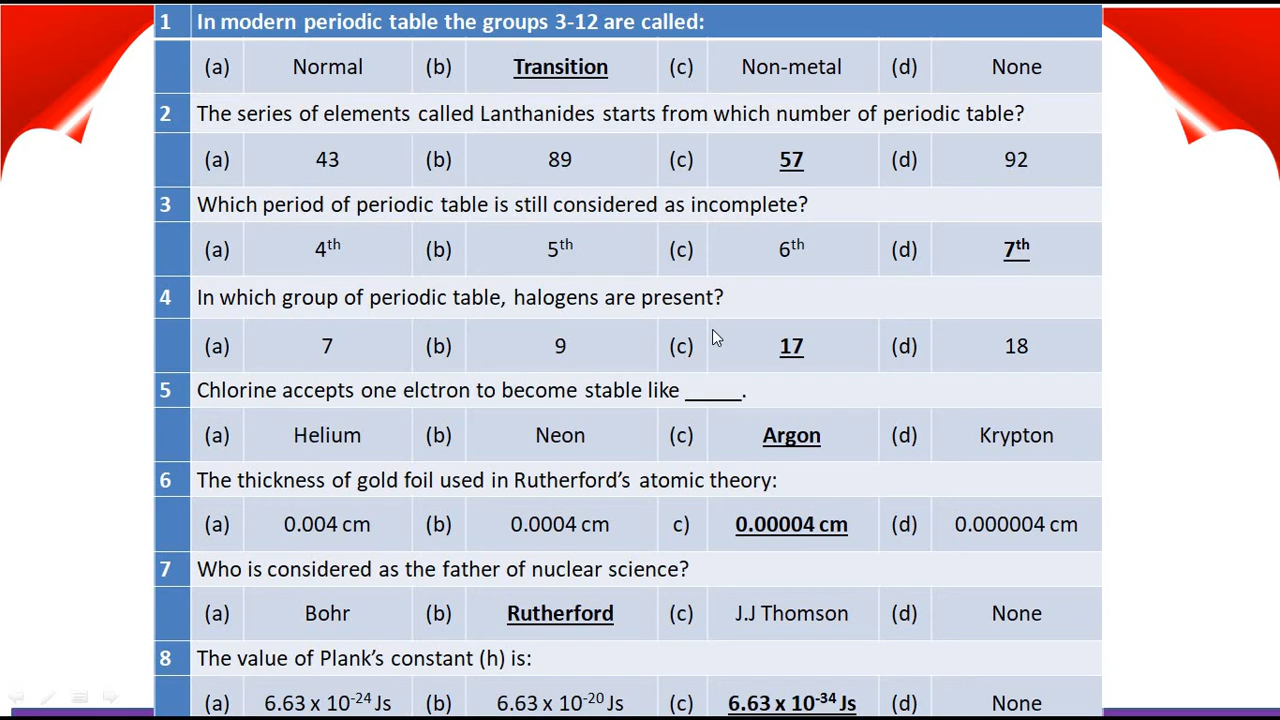 1 In modern periodic table the groups 3-12 are called:
(a) Normal (b) Transition (c) Non-metal (d) None
2 The series of elements called Lanthanides starts from which number of periodic table?
(a) 43 (b) 89 (c) 57 (d) 92
3 Which period of periodic table is still considered as incomplete?
(a) 4th (b) 5th (c) 6th (d) 7th
4 In which group of periodic table, halogens are present?
(a) 7 (b) 9 (c) 17 (d) 18
5 Chlorine accepts one elctron to become stable like _____.
(a) Helium (b) Neon (c) Argon (d) Krypton
6 The thickness of gold foil used in Rutherford’s atomic theory:
(a) 0.004 cm (b) 0.0004 cm c) 0.00004 cm (d) 0.000004 cm
7 Who is considered as the father of nuclear science?
(a) Bohr (b) Rutherford (c) J.J Thomson (d) None
8 The value of Plank’s constant (h) is:
(a) 6.63 x 10-24 Js (b) 6.63 x 10-20 Js (c) 6.63 x 10-34 Js (d) None